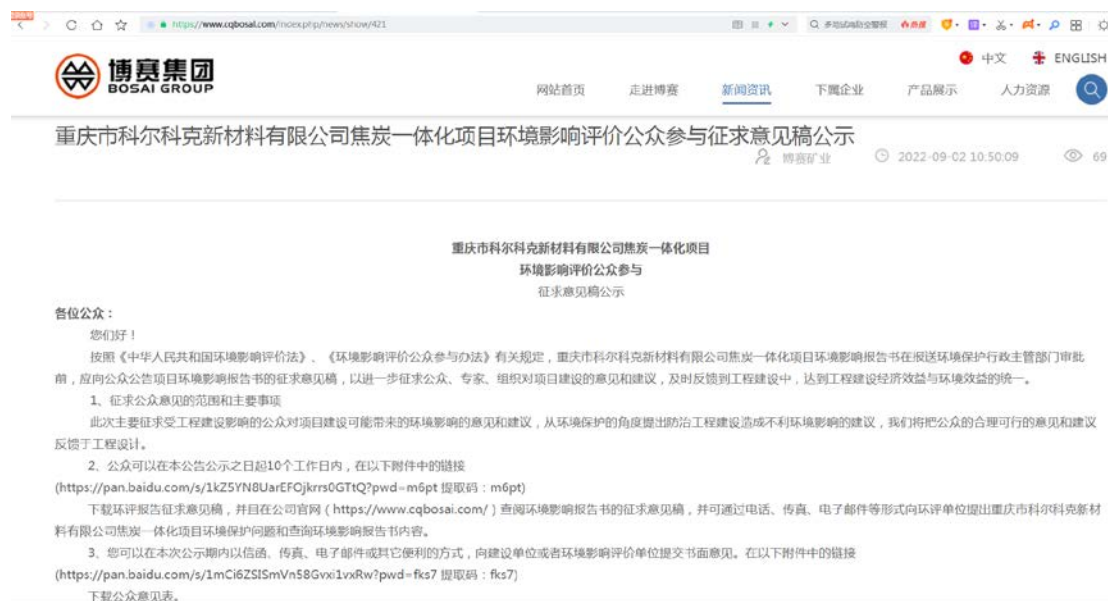 https://www.cqbosai.com/index.php/news/show/421
博赛集团
BOSAI GROUP
中文 ENGLISH
网站首页 走进博赛 新闻资讯 下属企业 产品展示 人力资源
重庆市科尔科克新材料有限公司焦炭一体化项目环境影响评价公众参与征求意见稿公示
博赛矿业 2022-09-02 10:50:09 69
重庆市科尔科克新材料有限公司焦炭一体化项目
环境影响评价公众参与
征求意见稿公示
各位公众：
您们好！
按照《中华人民共和国环境影响评价法》、《环境影响评价公众参与办法》有关规定，重庆市科尔科克新材料有限公司焦炭一体化项目环境影响报告书在报送环境保护行政主管部门审批
前，应向公众公告项目环境影响报告书的征求意见稿，以进一步征求公众、专家、组织对项目建设的意见和建议，及时反馈到工程建设中，达到工程建设经济效益与环境效益的统一。
1、征求公众意见的范围和主要事项
此次主要征求受工程建设影响的公众对项目建设可能带来的环境影响的意见和建议，从环境保护的角度提出防治工程建设造成不利环境影响的建议，我们将把公众的合理可行的意见和建议
反馈于工程设计。
2、公众可以在本公告公示之日起10个工作日内，在以下附件中的链接
(https://pan.baidu.com/s/1kZ5YN8UarEFOjkrrs0GTtQ?pwd=m6pt 提取码：m6pt)
下载环评报告征求意见稿，并且在公司官网（https://www.cqbosai.com/）查阅环境影响报告书的征求意见稿，并可通过电话、传真、电子邮件等形式向环评单位提出重庆市科尔科克新材
料有限公司焦炭一体化项目环境保护问题和查询环境影响报告书内容。
3、您可以在本次公示期内以信函、传真、电子邮件或其它便利的方式，向建设单位或者环境影响评价单位提交书面意见。在以下附件中的链接
(https://pan.baidu.com/s/1mCi6ZSISmVn58Gvxi1vxRw?pwd=fks7 提取码：fks7)
下载公众意见表。